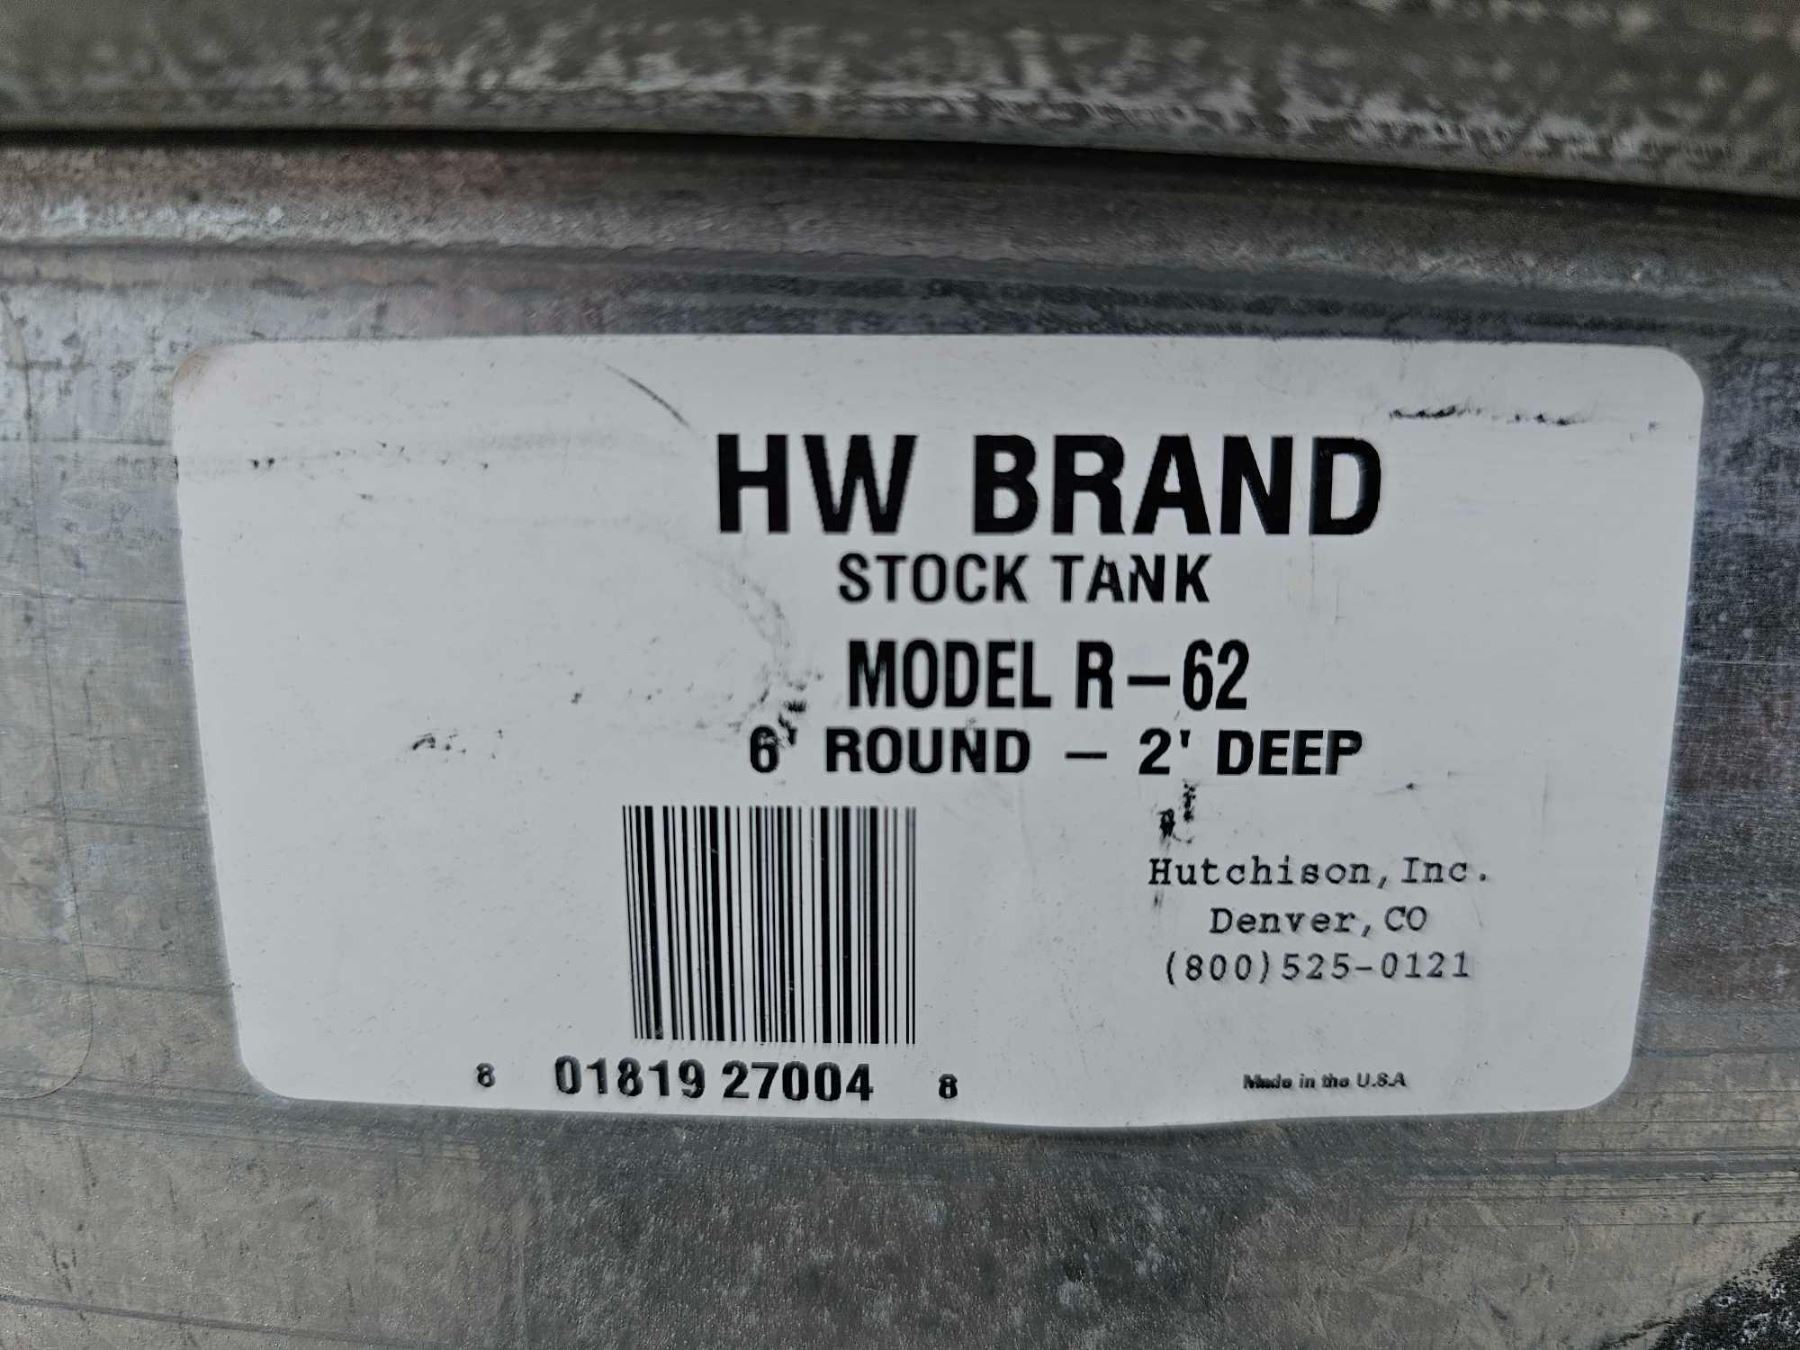 HW BRAND
STOCK TANK
MODEL R-62
6' ROUND - 2' DEEP
Hutchison, Inc.
Denver, CO
(800)525-0121
8 01819 27004 8
Made in the U.S.A